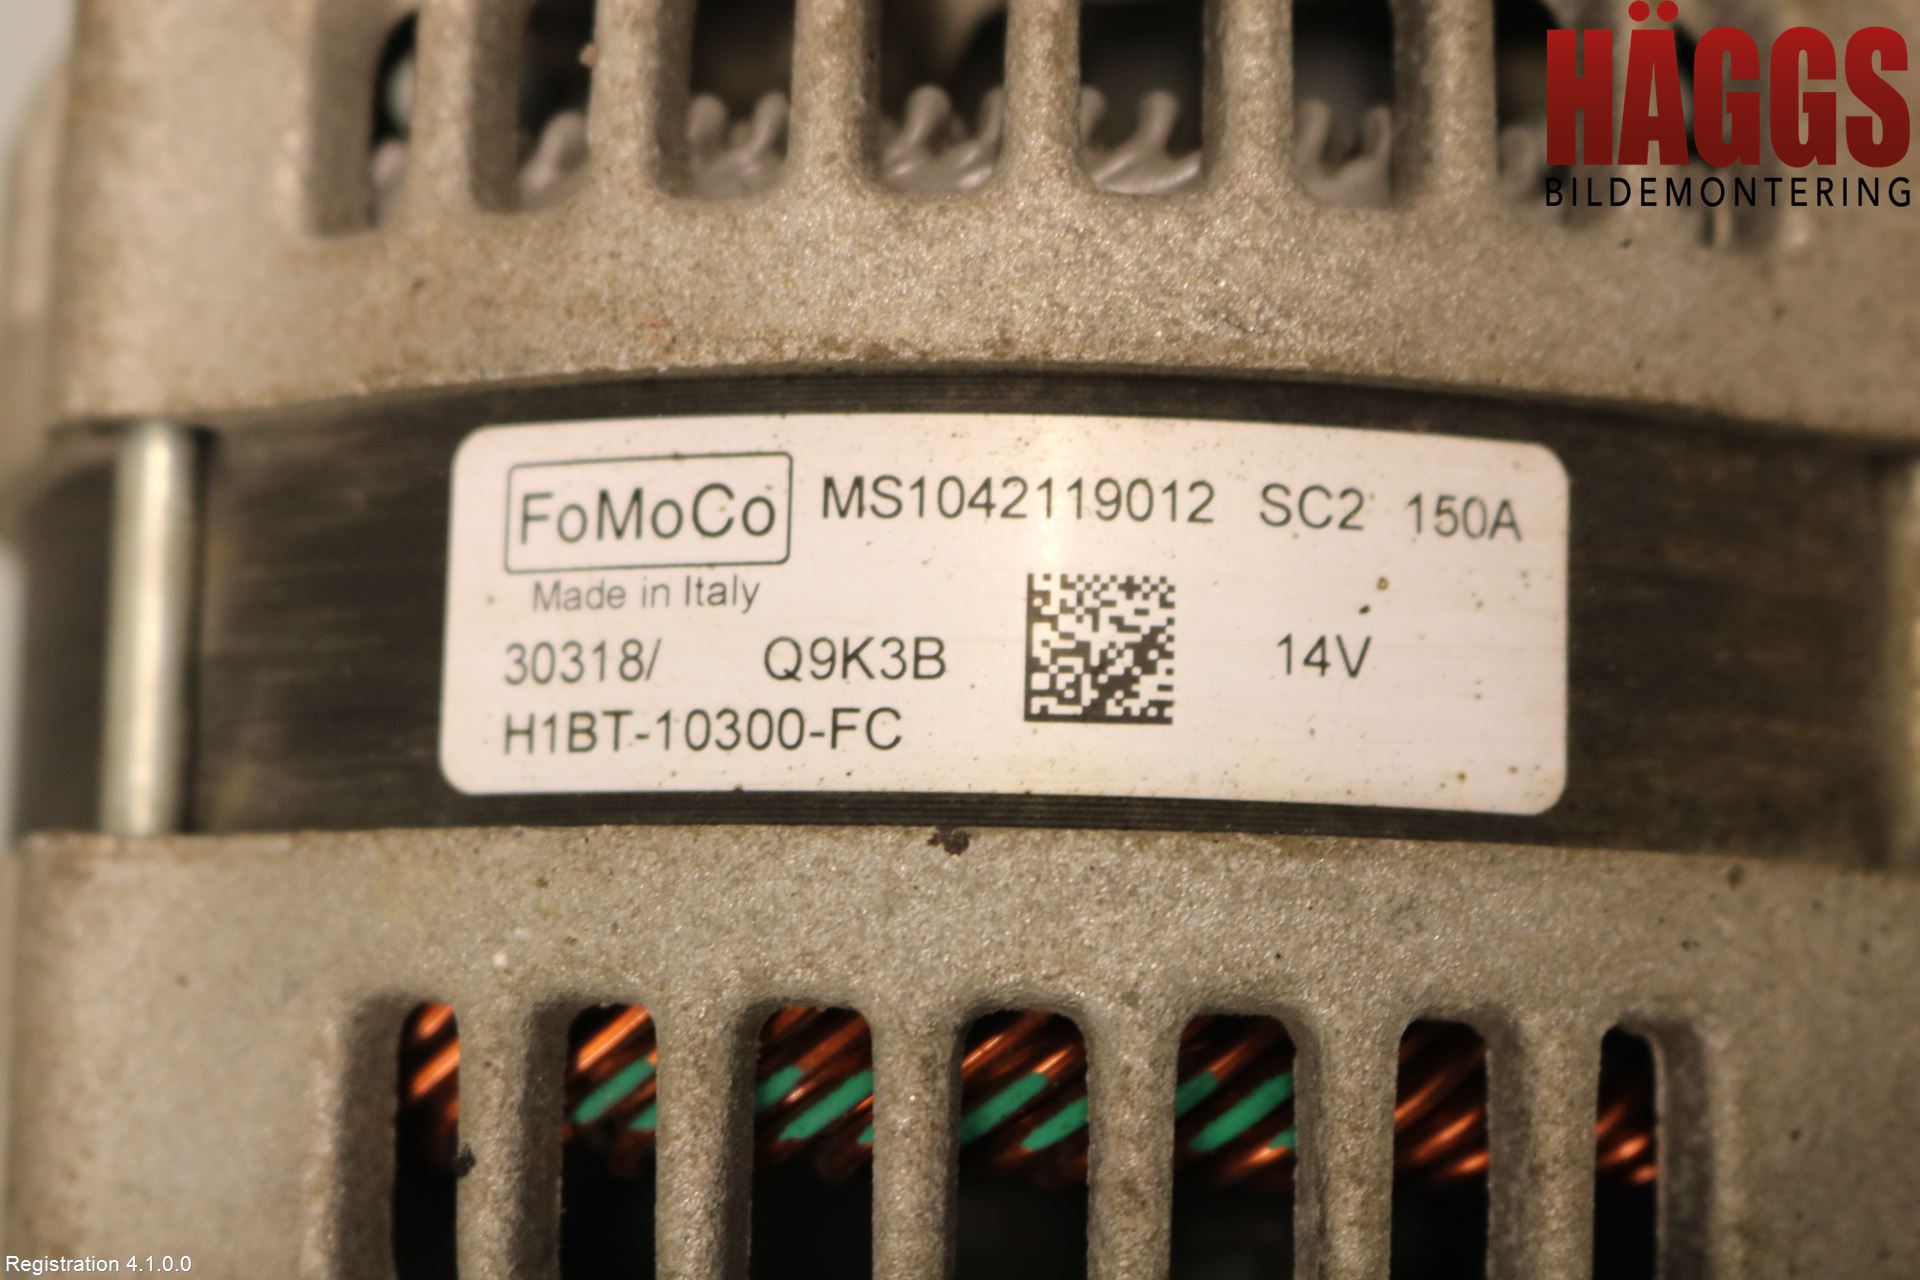 HÄGGS
BILDEMONTERING
FoMoCo MS1042119012 SC2 150A
Made in Italy
30318/ Q9K3B 14V
H1BT-10300-FC
Registration 4.1.0.0